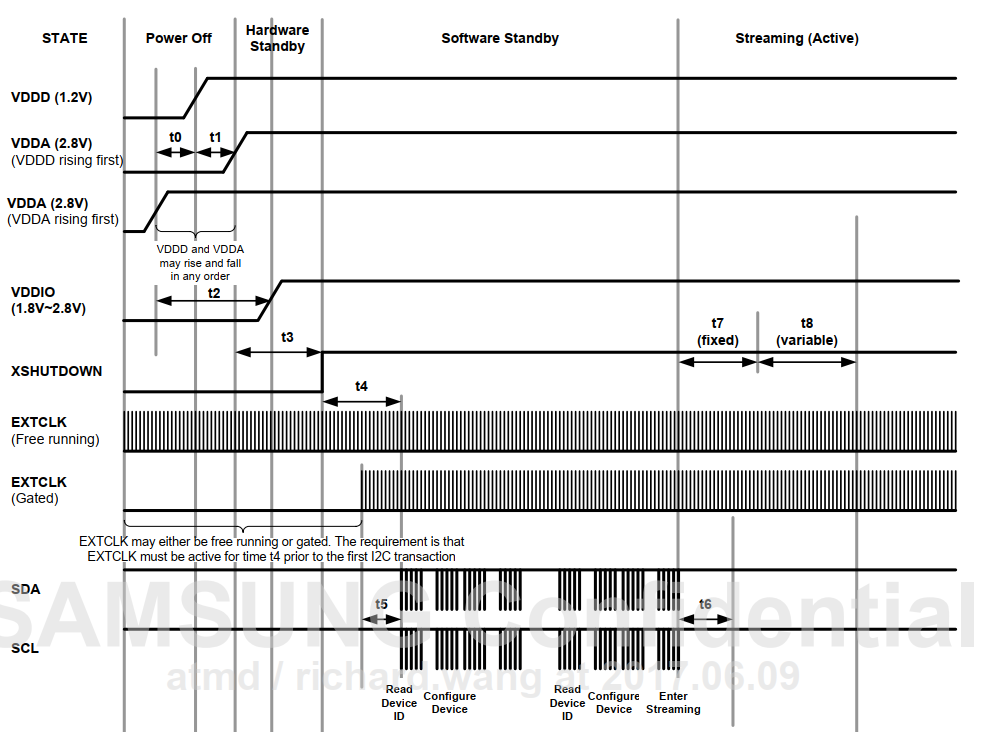 STATE Power Off Hardware Standby Software Standby Streaming (Active)
VDDD (1.2V)
VDDA (2.8V)
(VDDD rising first)
t0 t1
VDDA (2.8V)
(VDDA rising first)
VDDD and VDDA
may rise and fall
in any order
VDDIO
(1.8V~2.8V)
t2
t3
t7
(fixed)
t8
(variable)
XSHUTDOWN
t4
EXTCLK
(Free running)
EXTCLK
(Gated)
EXTCLK may either be free running or gated. The requirement is that
EXTCLK must be active for time t4 prior to the first I2C transaction
SDA
SAMSUNG Confidential
t5 t6
SCL
atmd / richard.wang at 2017.06.09
Read
Device
ID
Configure
Device
Read
Device
ID
Configure
Device
Enter
Streaming